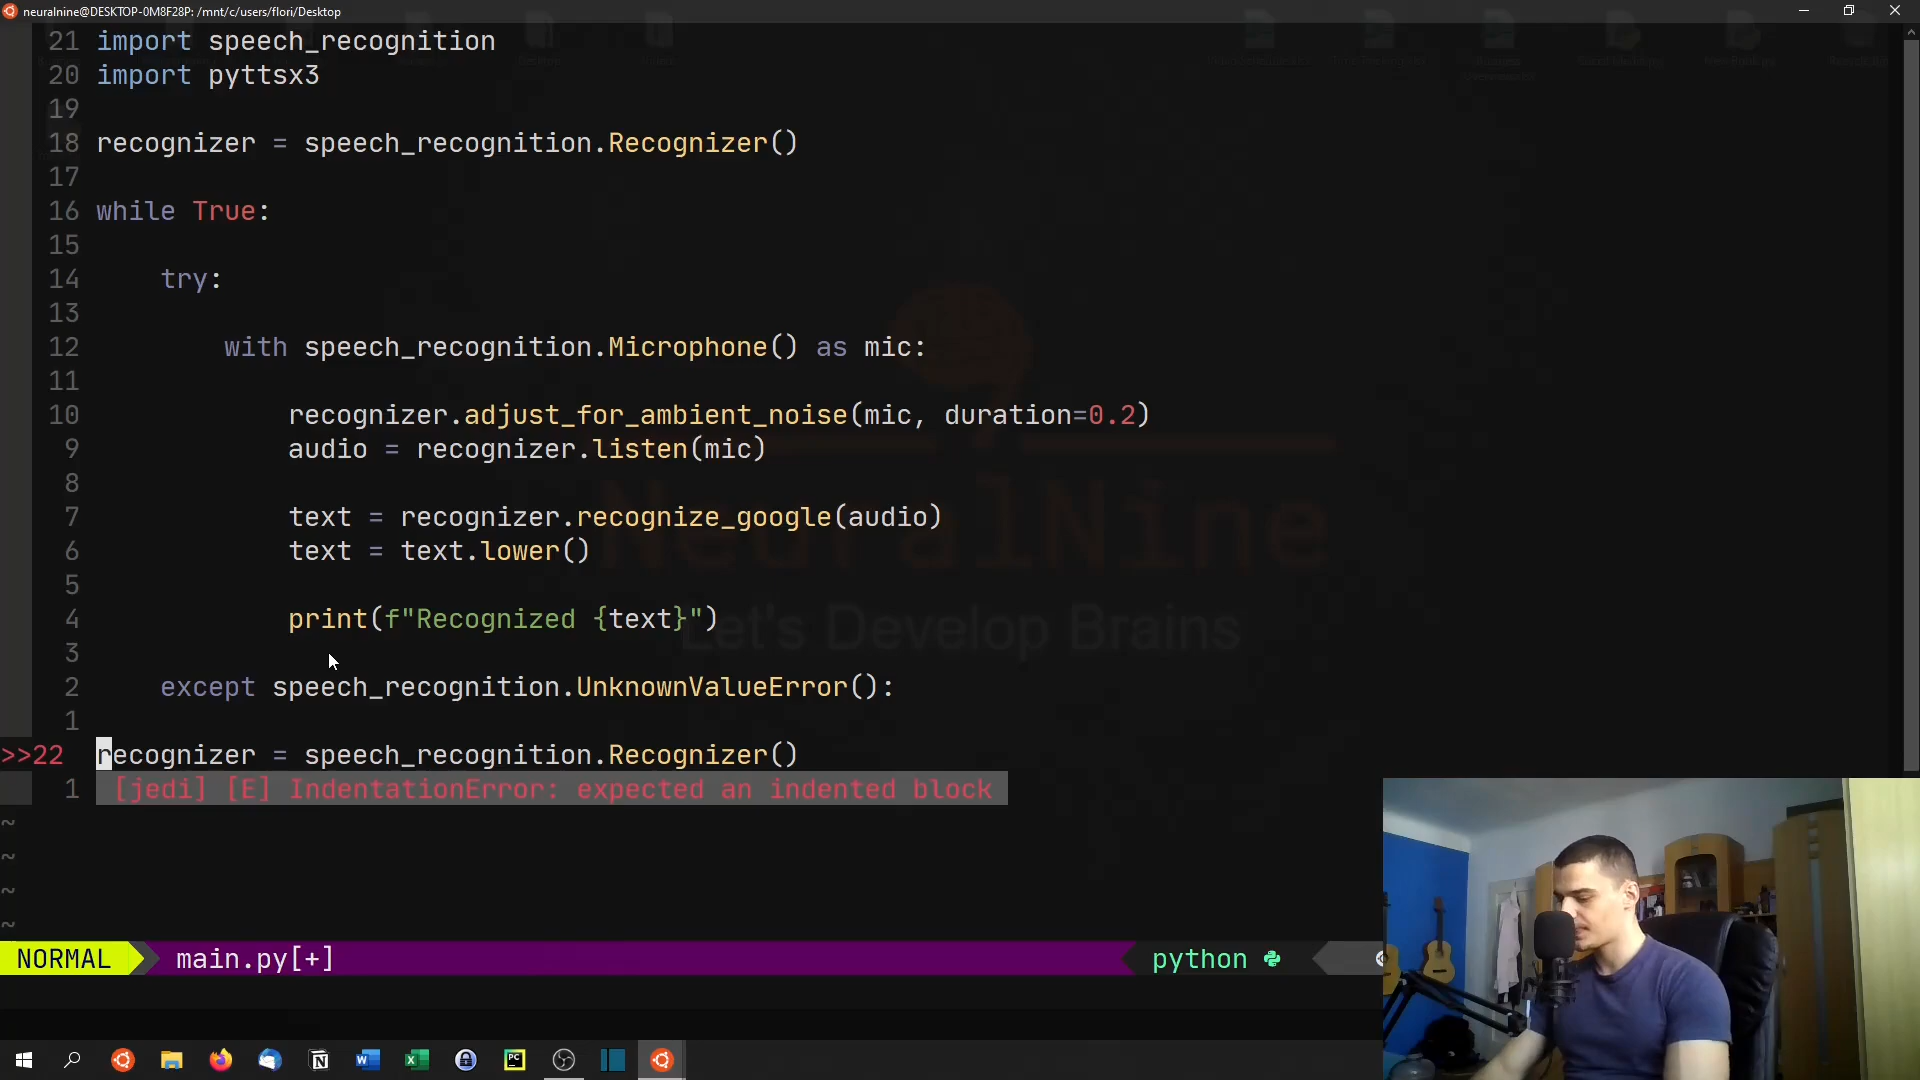 neuralnine@DESKTOP-0M8F28P: /mnt/c/users/flori/Desktop
21 import speech_recognition
20 import pyttsx3
19
18 recognizer = speech_recognition.Recognizer()
17
16 while True:
15
14 try:
13
12 with speech_recognition.Microphone() as mic:
11
10 recognizer.adjust_for_ambient_noise(mic, duration=0.2)
9 audio = recognizer.listen(mic)
8
7 text = recognizer.recognize_google(audio)
6 text = text.lower()
5
4 print(f"Recognized {text}")
3
2 except speech_recognition.UnknownValueError():
1
>>22 recognizer = speech_recognition.Recognizer()
1 [jedi] [E] IndentationError: expected an indented block
~
~
~
~
NeuralNine
Let's Develop Brains
NORMAL main.py[+] python